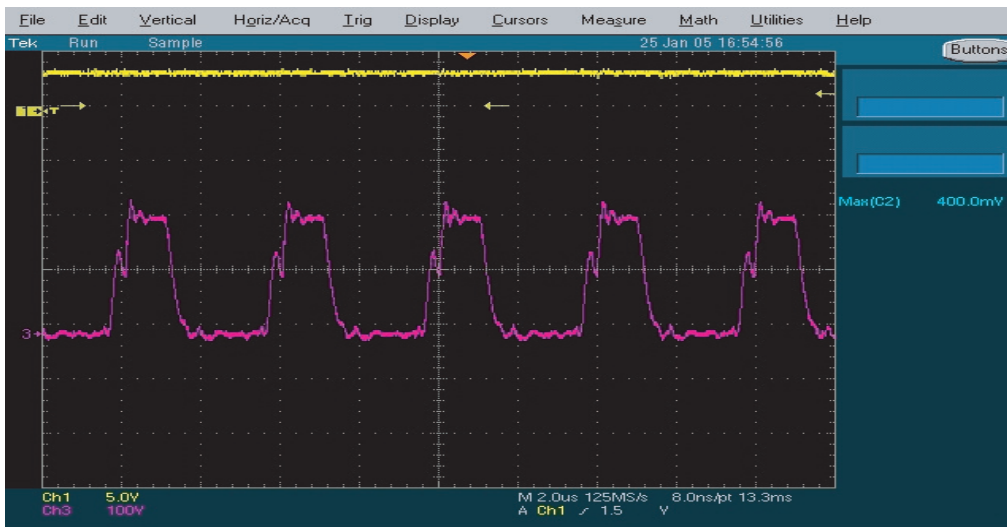 File Edit Vertical Horiz/Acq Trig Display Cursors Measure Math Utilities Help
Tek Run Sample 25 Jan 05 16:54:56
Buttons
1 T
Max(C2) 400.0mV
3
Ch1 5.0V M 2.0us 125MS/s 8.0ns/pt 13.3ms
Ch3 100V A Ch1 / 1.5 V